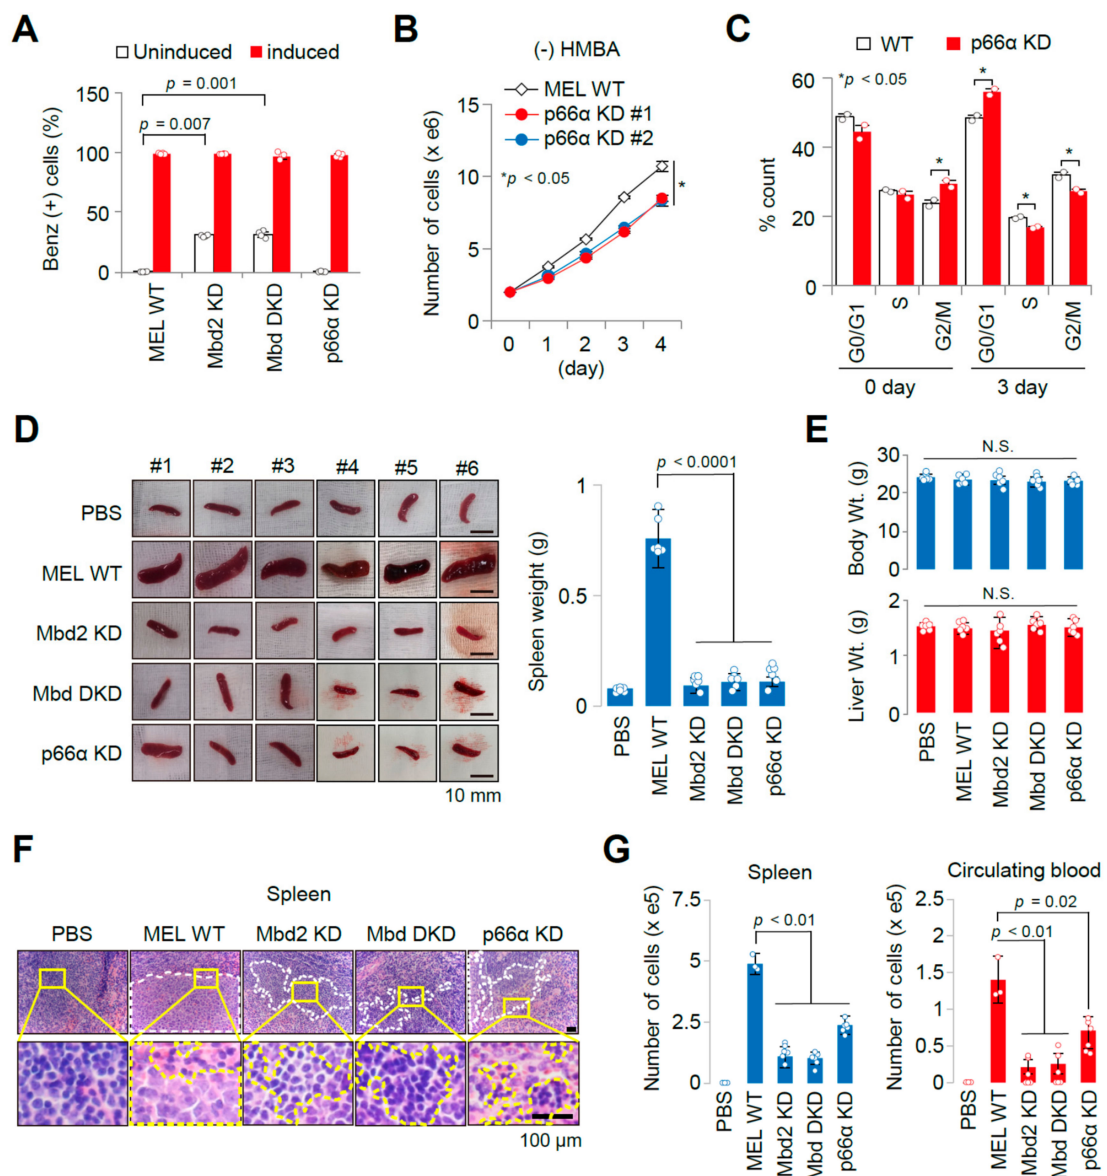 A
Uninduced induced
p = 0.001
p = 0.007
Benz (+) cells (%)
150
100
50
0
MEL WT
Mbd2 KD
Mbd DKD
p66α KD
B
(-) HMBA
MEL WT
p66α KD #1
p66α KD #2
*p < 0.05
*
Number of cells (x e6)
15
10
5
0
0 1 2 3 4
(day)
C
WT p66α KD
*p < 0.05
% count
60
40
20
0
* * * *
G0/G1
S
G2/M
G0/G1
S
G2/M
0 day 3 day
D
#1 #2 #3 #4 #5 #6
PBS
MEL WT
Mbd2 KD
Mbd DKD
p66α KD
10 mm
p < 0.0001
Spleen weight (g)
1
0.5
0
PBS
MEL WT
Mbd2 KD
Mbd DKD
p66α KD
E
N.S.
Body Wt. (g)
30
20
10
0
N.S.
Liver Wt. (g)
2
1
0
PBS
MEL WT
Mbd2 KD
Mbd DKD
p66α KD
F
Spleen
PBS MEL WT Mbd2 KD Mbd DKD p66α KD
100 µm
G
Spleen
p < 0.01
Number of cells (x e5)
7.5
5
2.5
0
PBS
MEL WT
Mbd2 KD
Mbd DKD
p66α KD
Circulating blood
p = 0.02
p < 0.01
Number of cells (x e5)
2.5
2
1.5
1
0.5
0
PBS
MEL WT
Mbd2 KD
Mbd DKD
p66α KD